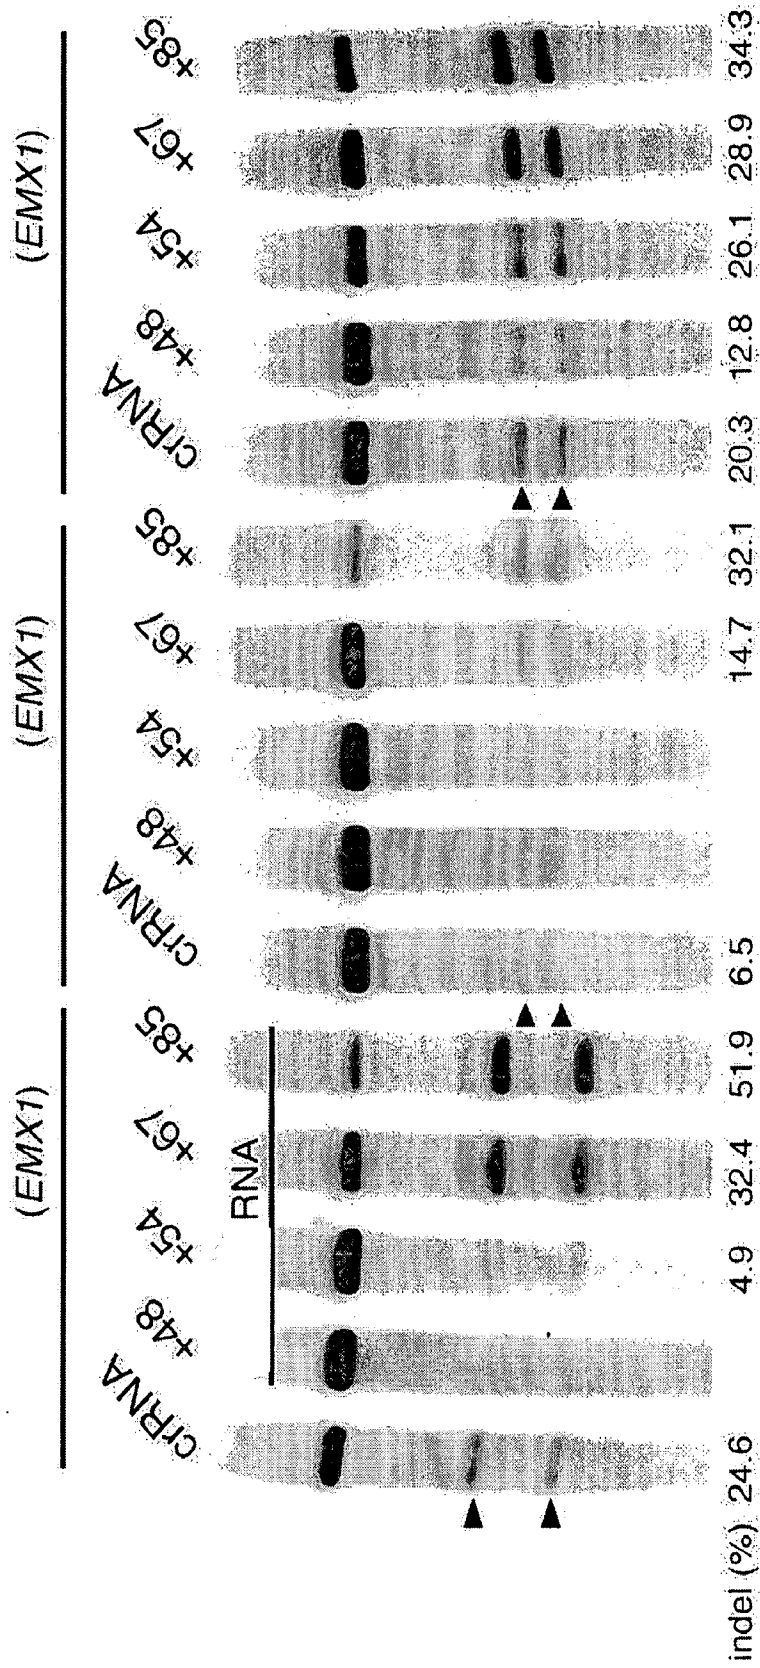 (EMX1) (EMX1) (EMX1)
crRNA +48 +54 +67 +85 crRNA +48 +54 +67 +85 crRNA +48 +54 +67 +85
RNA
indel (%) 24.6 4.9 32.4 51.9 6.5 14.7 32.1 20.3 12.8 26.1 28.9 34.3